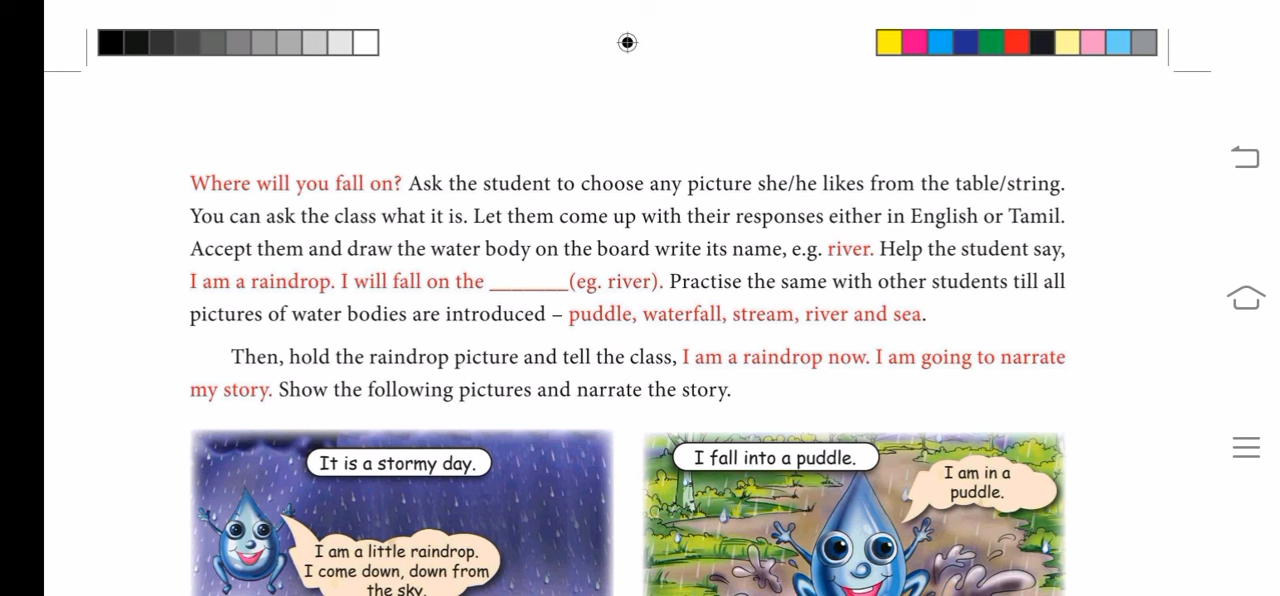 Where will you fall on? Ask the student to choose any picture she/he likes from the table/string.
You can ask the class what it is. Let them come up with their responses either in English or Tamil.
Accept them and draw the water body on the board write its name, e.g. river. Help the student say,
I am a raindrop. I will fall on the _______(eg. river). Practise the same with other students till all
pictures of water bodies are introduced – puddle, waterfall, stream, river and sea.
Then, hold the raindrop picture and tell the class, I am a raindrop now. I am going to narrate
my story. Show the following pictures and narrate the story.
It is a stormy day.
I am a little raindrop.
I come down, down from
the sky.
I fall into a puddle.
I am in a
puddle.